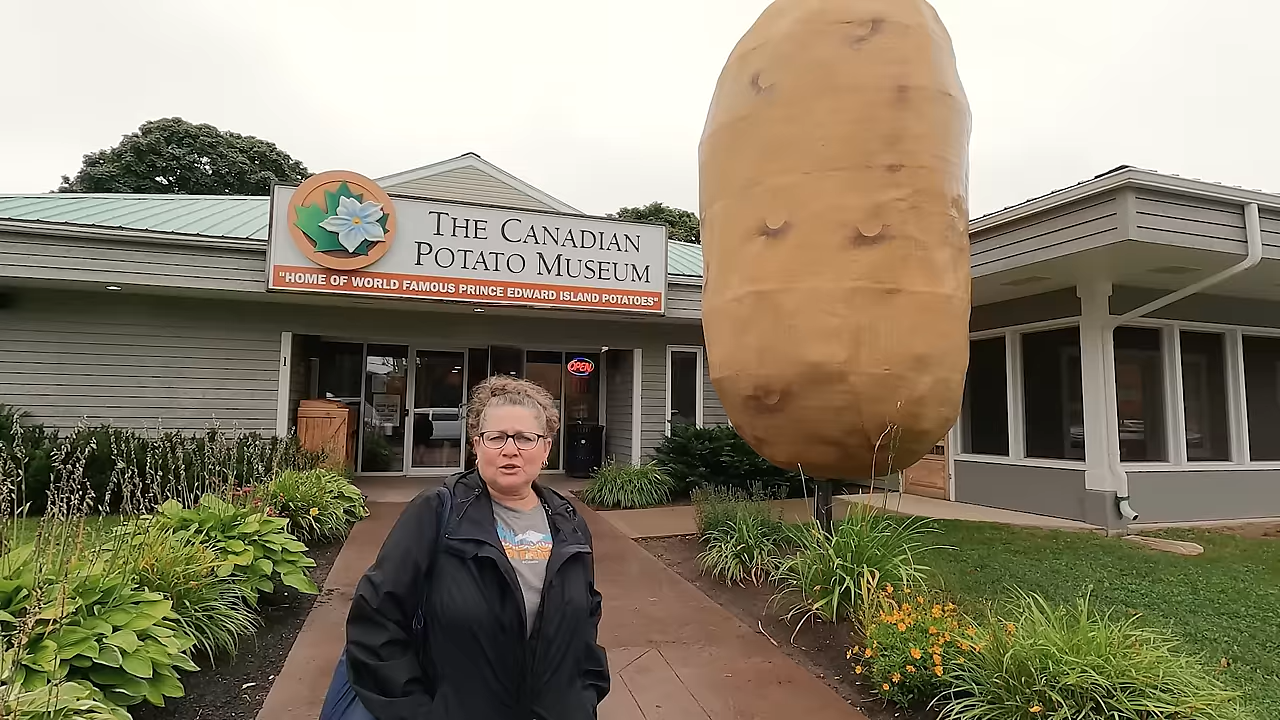 THE CANADIAN
POTATO MUSEUM
"HOME OF WORLD FAMOUS PRINCE EDWARD ISLAND POTATOES"
OPEN